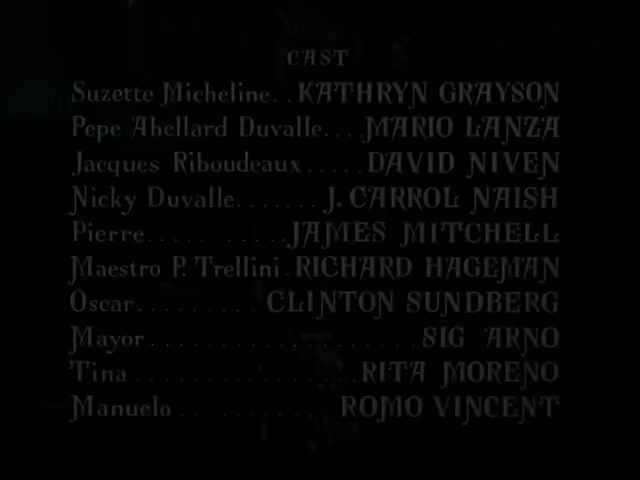 CAST
Suzette Micheline. . KATHRYN GRAYSON
Pepe Abellard Duvalle. . . . MARIO LANZA
Jacques Riboudeaux . . . . . DAVID NIVEN
Nicky Duvalle. . . . . . . J. CARROL NAISH
Pierre. . . . . . . . . . . JAMES MITCHELL
Maestro P. Trellini . RICHARD HAGEMAN
Oscar. . . . . . . . . CLINTON SUNDBERG
Mayor . . . . . . . . . . . . . . . . . . SIG ARNO
Tina . . . . . . . . . . . . . . . RITA MORENO
Manuelo . . . . . . . . . . . ROMO VINCENT